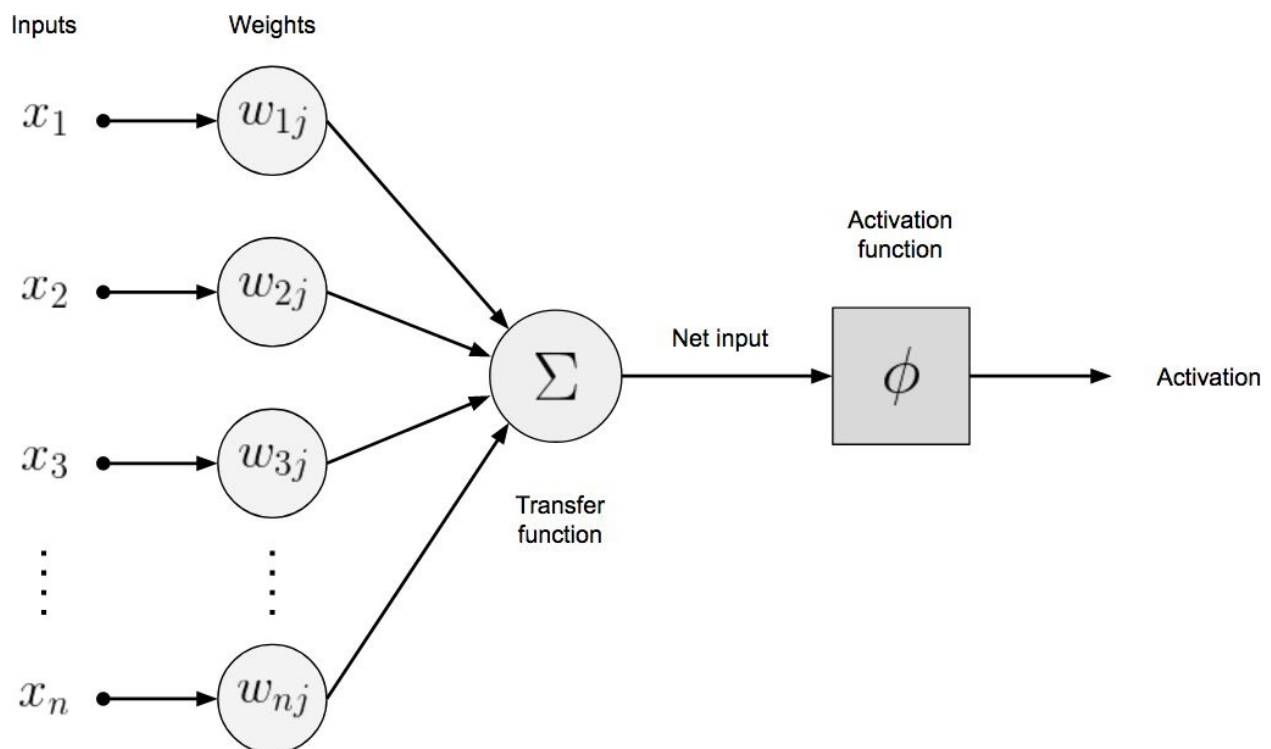 Inputs Weights
x₁ w₁ⱼ
Activation
function
x₂ w₂ⱼ
Net input
Σ ϕ Activation
x₃ w₃ⱼ
Transfer
function
xₙ wₙⱼ